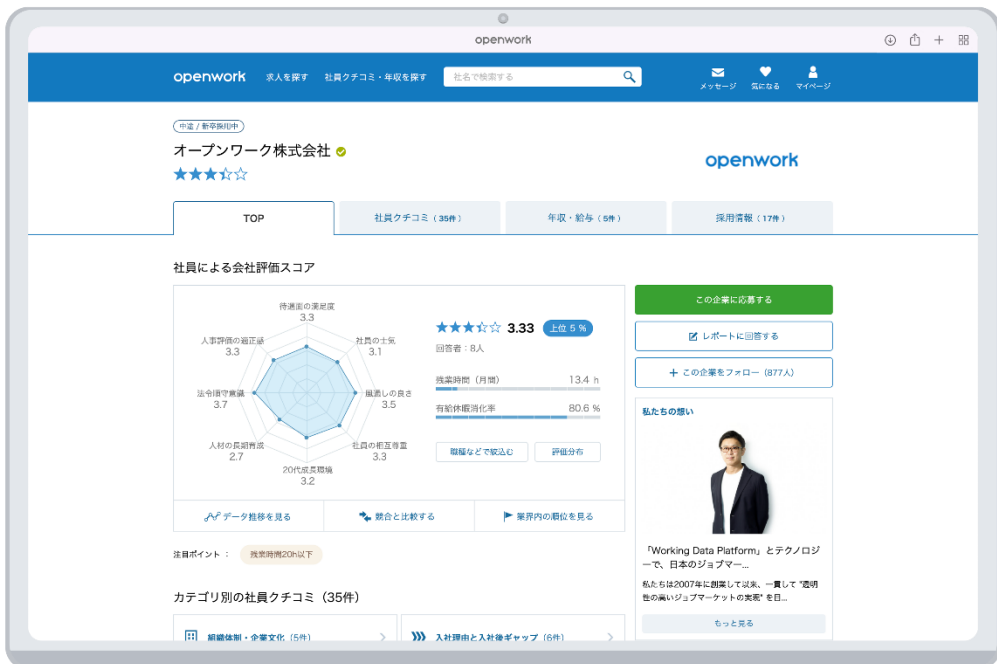 openwork
openwork
求人を探す
社員クチコミ・年収を探す
社名で検索する
メッセージ
気になる
マイページ
中途 / 新卒採用中
オープンワーク株式会社
openwork
TOP
社員クチコミ（35件）
年収・給与（5件）
採用情報（17件）
社員による会社評価スコア
待遇面の満足度
3.3
人事評価の適正感
3.3
社員の士気
3.1
法令順守意識
3.7
風通しの良さ
3.5
人材の長期育成
2.7
社員の相互尊重
3.3
20代成長環境
3.2
3.33
上位 5 %
回答者：8人
残業時間（月間）
13.4 h
有給休暇消化率
80.6 %
職種などで絞込む
評価分布
データ推移を見る
競合と比較する
業界内の順位を見る
注目ポイント ：
残業時間20h以下
カテゴリ別の社員クチコミ（35件）
組織体制・企業文化（5件）
入社理由と入社後ギャップ（6件）
この企業に応募する
レポートに回答する
＋ この企業をフォロー（877人）
私たちの想い
「Working Data Platform」とテクノロジ
ーで、日本のジョブマー...
私たちは2007年に創業して以来、一貫して "透明
性の高いジョブマーケットの実現" を目...
もっと見る